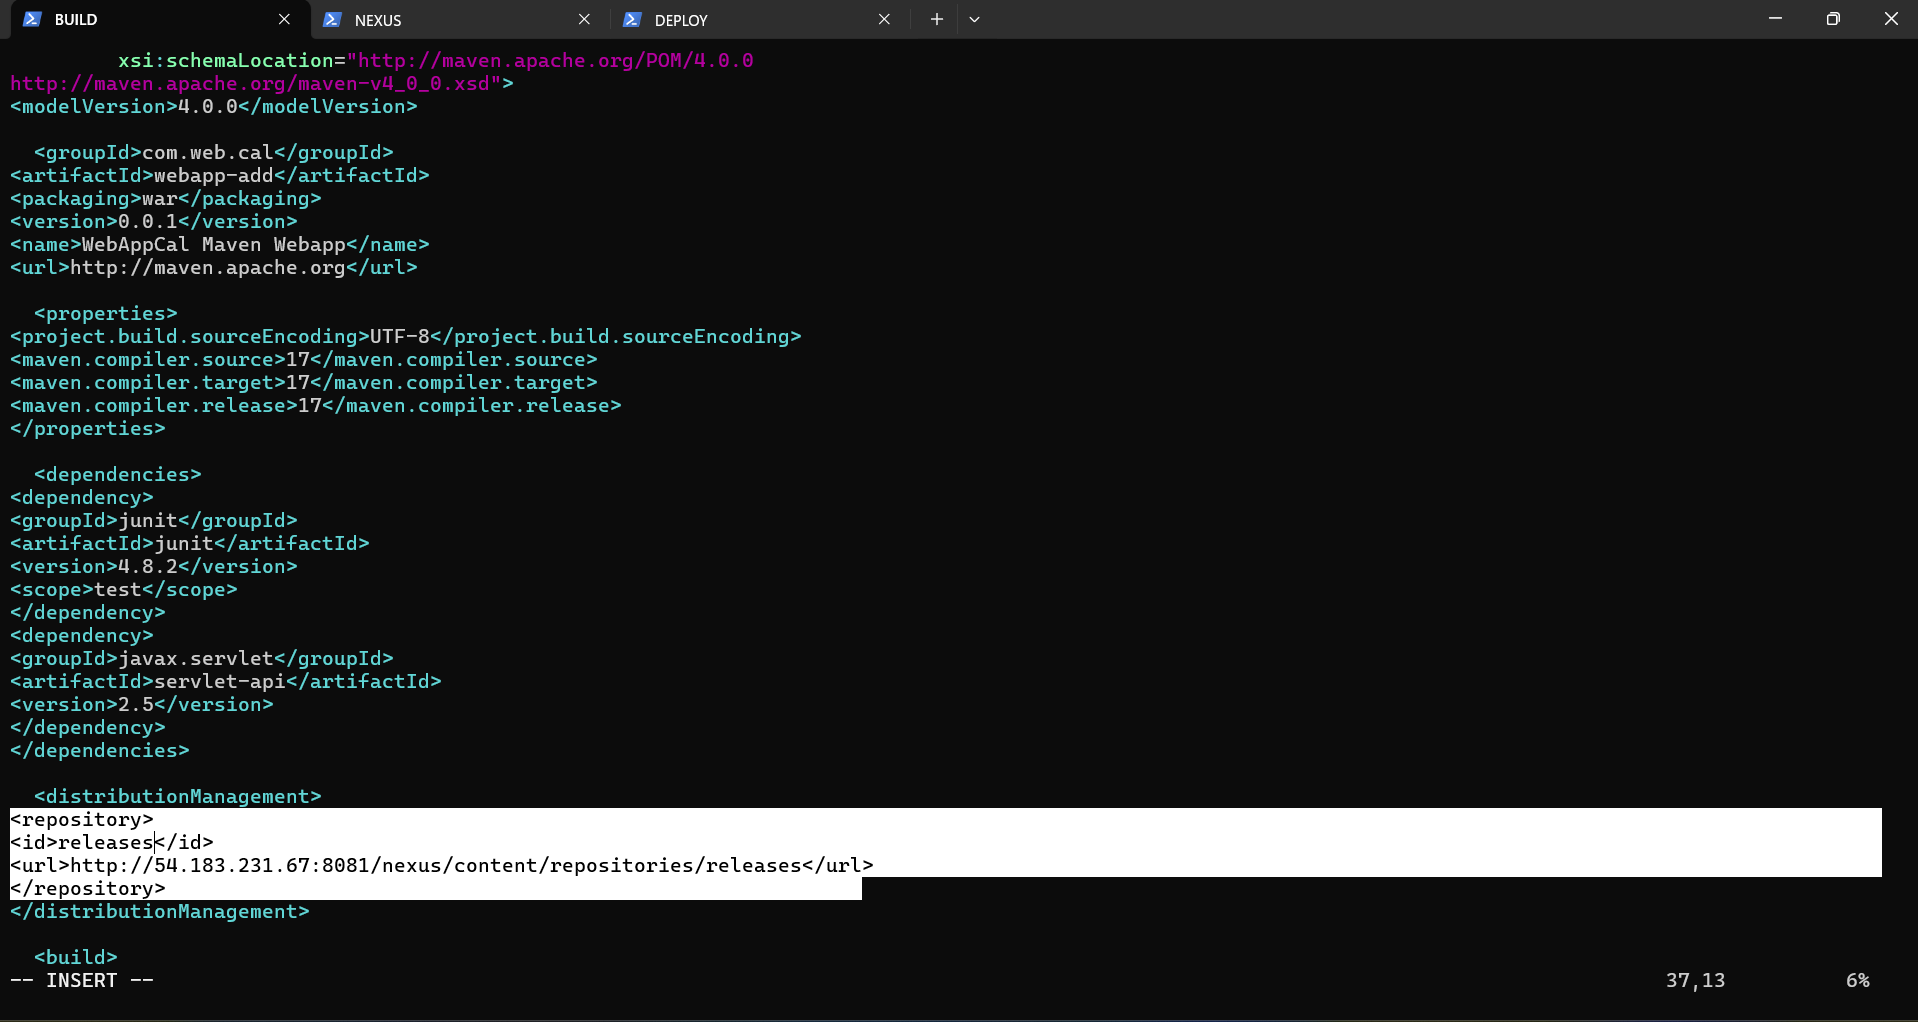 BUILD
NEXUS
DEPLOY
xsi:schemaLocation="http://maven.apache.org/POM/4.0.0
http://maven.apache.org/maven-v4_0_0.xsd">
<modelVersion>4.0.0</modelVersion>
<groupId>com.web.cal</groupId>
<artifactId>webapp-add</artifactId>
<packaging>war</packaging>
<version>0.0.1</version>
<name>WebAppCal Maven Webapp</name>
<url>http://maven.apache.org</url>
<properties>
<project.build.sourceEncoding>UTF-8</project.build.sourceEncoding>
<maven.compiler.source>17</maven.compiler.source>
<maven.compiler.target>17</maven.compiler.target>
<maven.compiler.release>17</maven.compiler.release>
</properties>
<dependencies>
<dependency>
<groupId>junit</groupId>
<artifactId>junit</artifactId>
<version>4.8.2</version>
<scope>test</scope>
</dependency>
<dependency>
<groupId>javax.servlet</groupId>
<artifactId>servlet-api</artifactId>
<version>2.5</version>
</dependency>
</dependencies>
<distributionManagement>
<repository>
<id>releases</id>
<url>http://54.183.231.67:8081/nexus/content/repositories/releases</url>
</repository>
</distributionManagement>
<build>
-- INSERT -- 37,13 6%